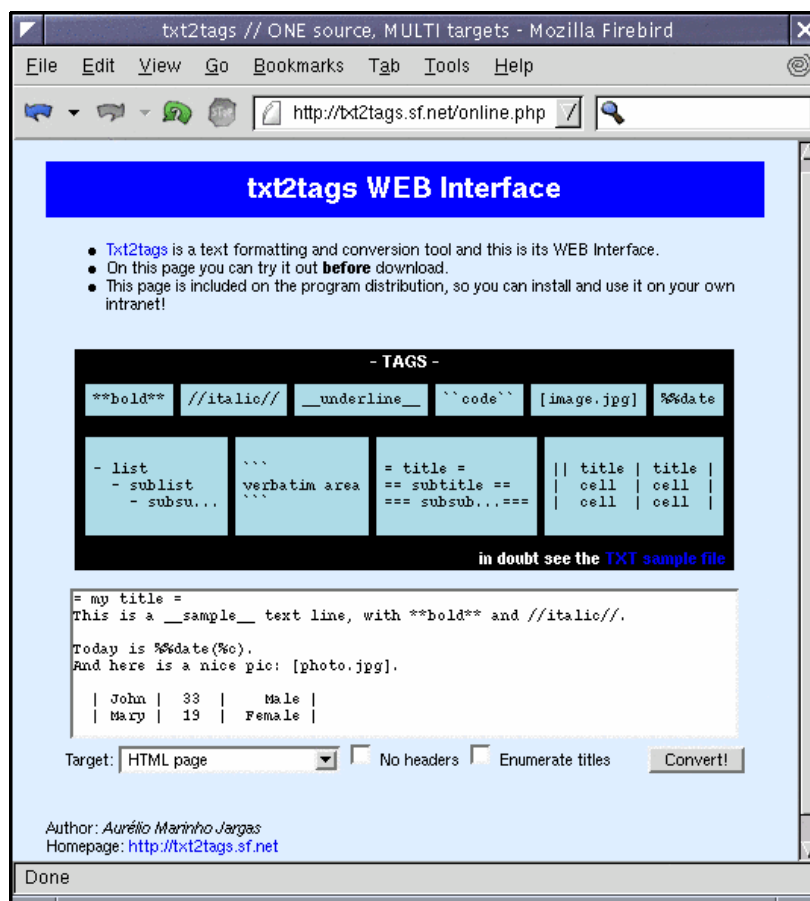 txt2tags // ONE source, MULTI targets - Mozilla Firebird
File Edit View Go Bookmarks Tab Tools Help
STOP http://txt2tags.sf.net/online.php
txt2tags WEB Interface
● Txt2tags is a text formatting and conversion tool and this is its WEB Interface.
● On this page you can try it out before download.
● This page is included on the program distribution, so you can install and use it on your own
intranet!
- TAGS -
**bold** //italic// __underline__ ``code`` [image.jpg] %%date
- list
- sublist
- subsu...
```
verbatim area
```
= title =
== subtitle ==
=== subsub...===
|| title | title |
| cell | cell |
| cell | cell |
in doubt see the TXT sample file
= my title =
This is a __sample__ text line, with **bold** and //italic//.
Today is %%date(%c).
And here is a nice pic: [photo.jpg].
| John | 33 | Male |
| Mary | 19 | Female |
Target: HTML page No headers Enumerate titles Convert!
Author: Aurélio Marinho Jargas
Homepage: http://txt2tags.sf.net
Done